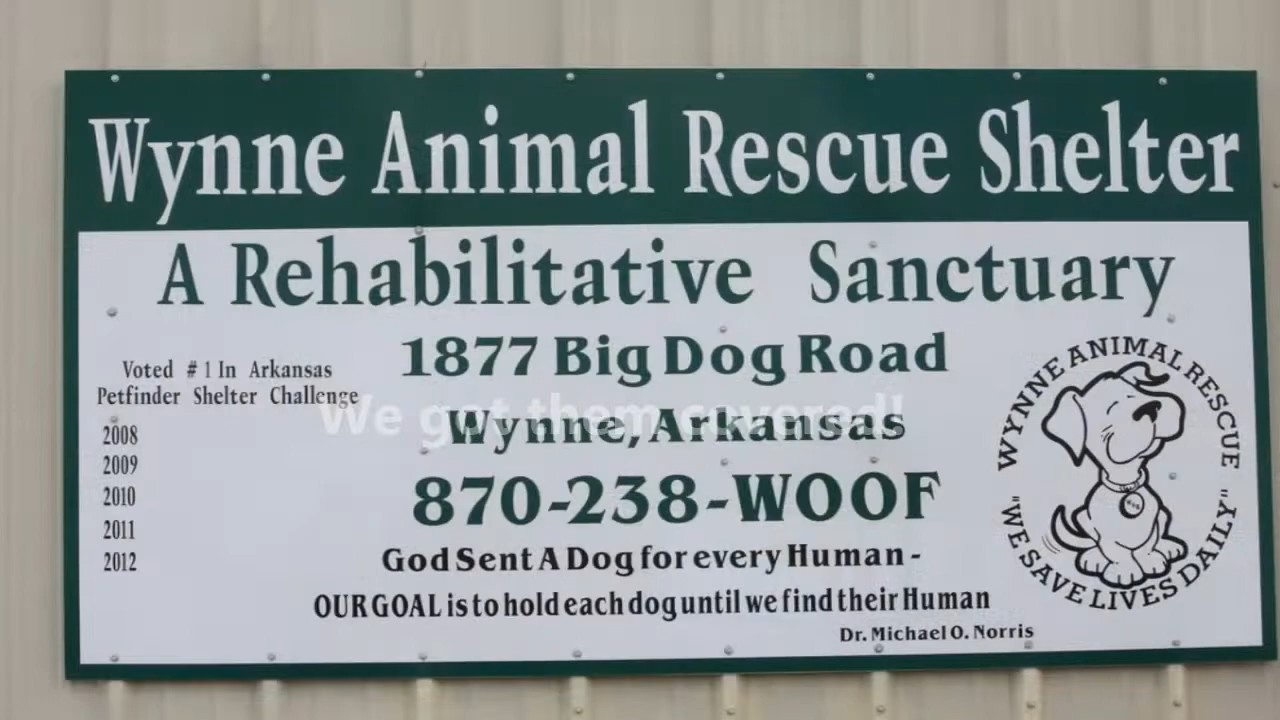 Wynne Animal Rescue Shelter
A Rehabilitative Sanctuary
1877 Big Dog Road
Voted #1 In Arkansas
Petfinder Shelter Challenge
2008
2009
2010
2011
2012
We got them covered!
Wynne, Arkansas
870-238-WOOF
God Sent A Dog for every Human -
OUR GOAL is to hold each dog until we find their Human
Dr. Michael O. Norris
WYNNE ANIMAL RESCUE
"WE SAVE LIVES DAILY"